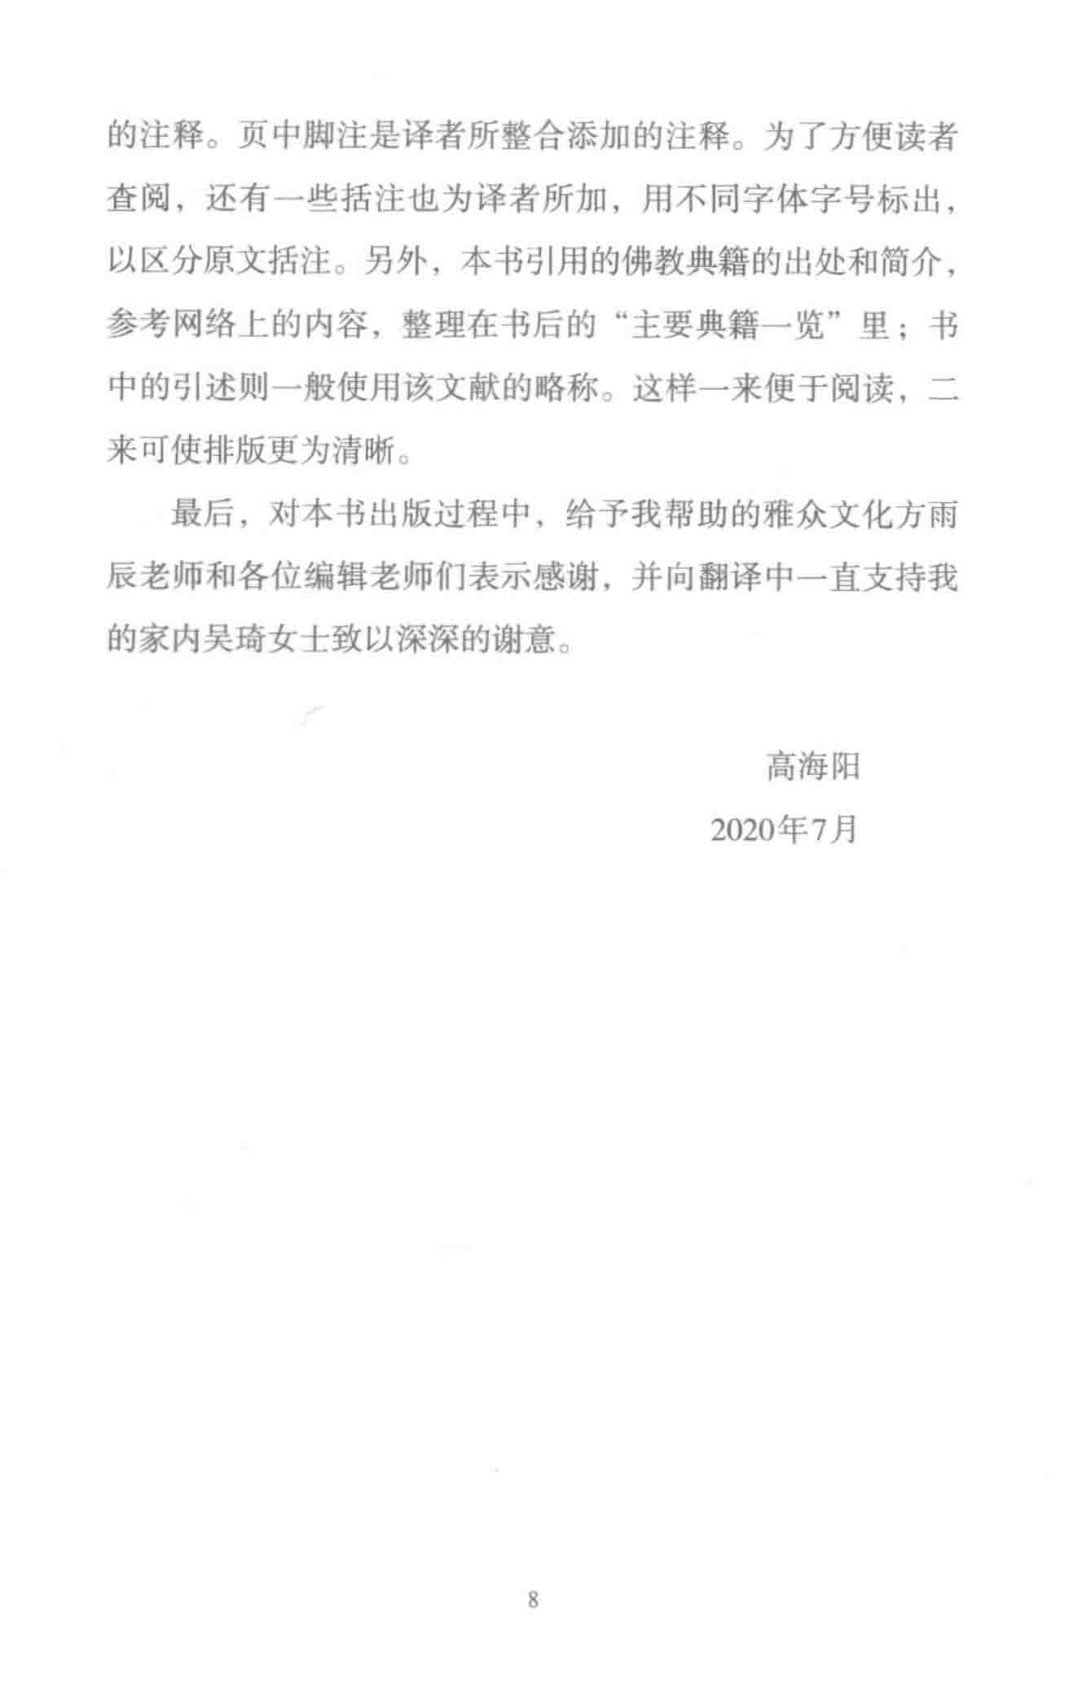 的注释。页中脚注是译者所整合添加的注释。为了方便读者
查阅，还有一些括注也为译者所加，用不同字体字号标出，
以区分原文括注。另外，本书引用的佛教典籍的出处和简介，
参考网络上的内容，整理在书后的“主要典籍一览”里；书
中的引述则一般使用该文献的略称。这样一来便于阅读，二
来可使排版更为清晰。
最后，对本书出版过程中，给予我帮助的雅众文化方雨
辰老师和各位编辑老师们表示感谢，并向翻译中一直支持我
的家内吴琦女士致以深深的谢意。
高海阳
2020年7月
8